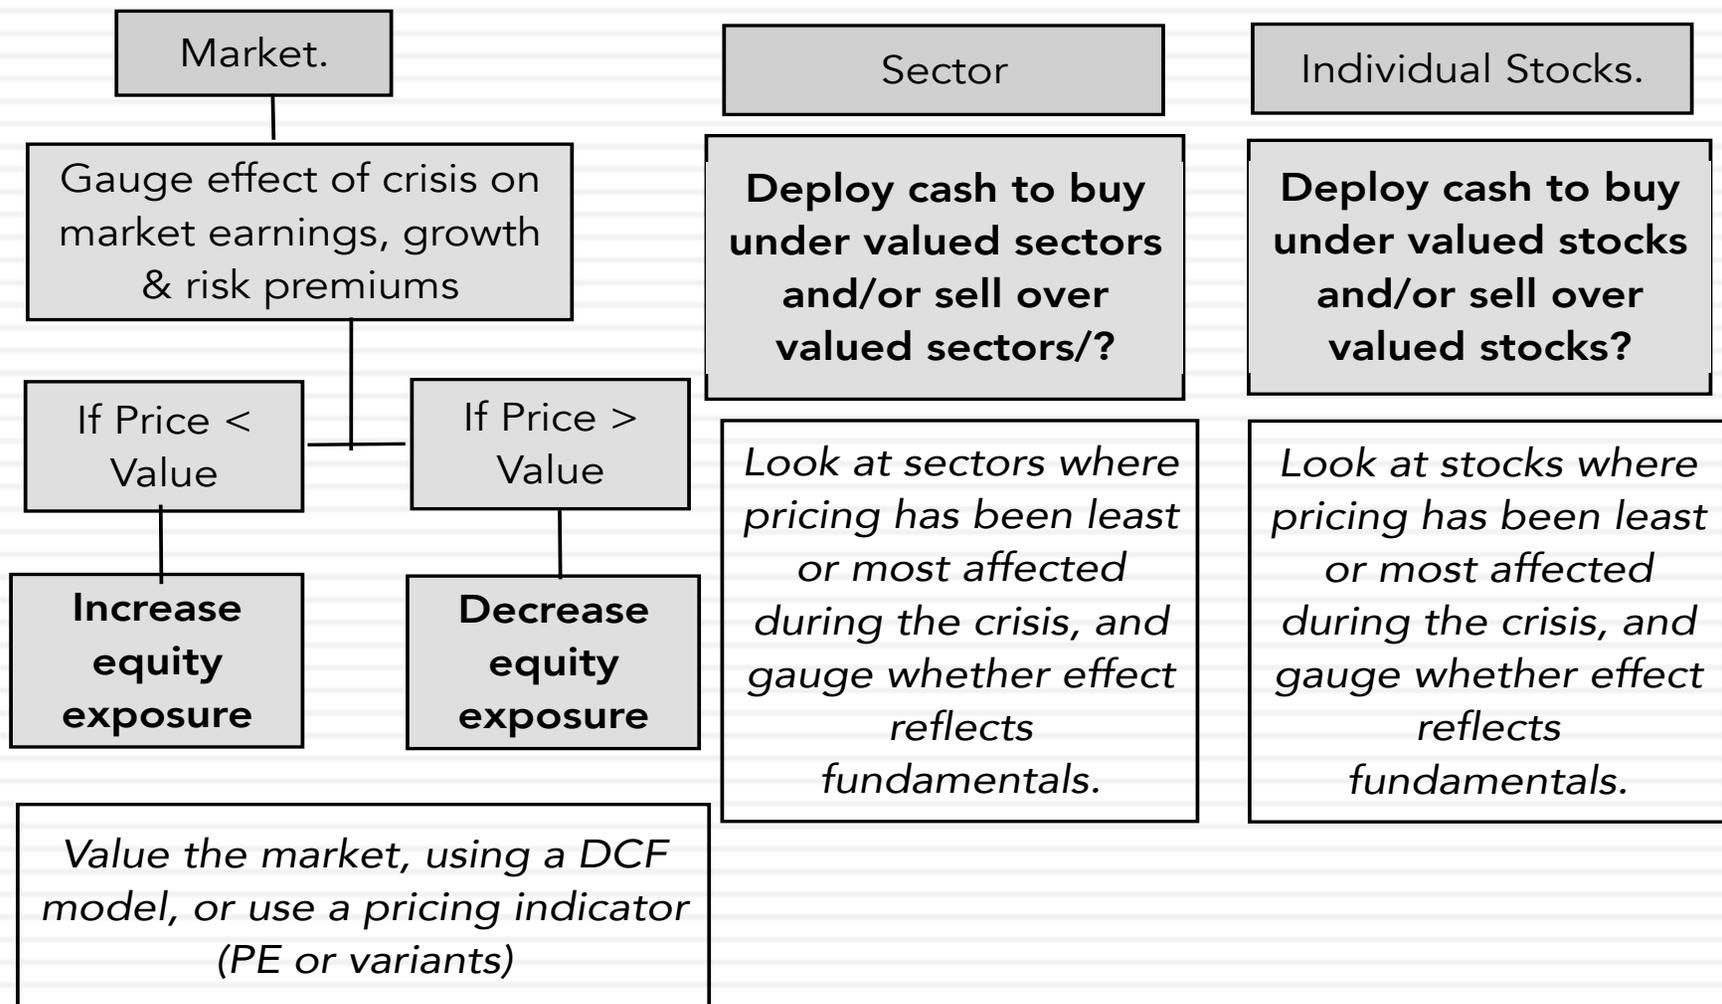 Market.
Gauge effect of crisis on
market earnings, growth
& risk premiums
If Price <
Value
If Price >
Value
Increase
equity
exposure
Decrease
equity
exposure
Value the market, using a DCF
model, or use a pricing indicator
(PE or variants)
Sector
Deploy cash to buy
under valued sectors
and/or sell over
valued sectors/?
Look at sectors where
pricing has been least
or most affected
during the crisis, and
gauge whether effect
reflects
fundamentals.
Individual Stocks.
Deploy cash to buy
under valued stocks
and/or sell over
valued stocks?
Look at stocks where
pricing has been least
or most affected
during the crisis, and
gauge whether effect
reflects
fundamentals.